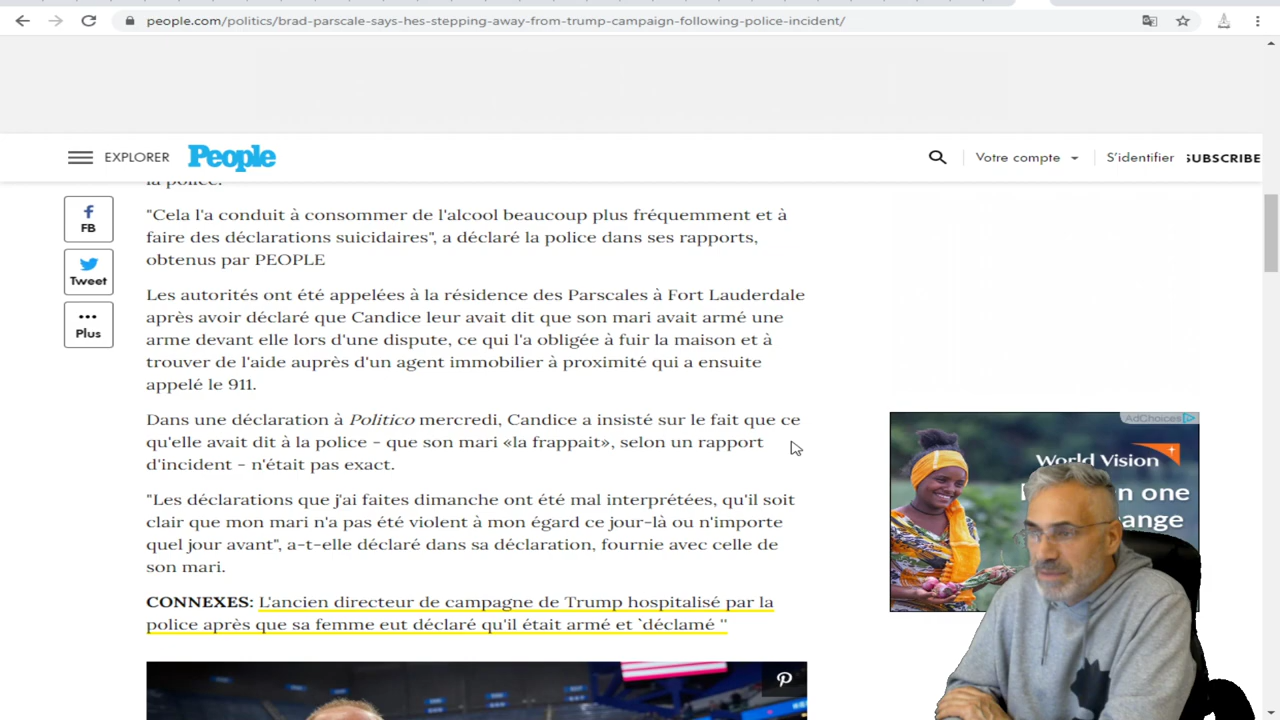 people.com/politics/brad-parscale-says-hes-stepping-away-from-trump-campaign-following-police-incident/
EXPLORER
People
Votre compte
S'identifier
SUBSCRIBE
la police.
FB
Tweet
Plus
"Cela l'a conduit à consommer de l'alcool beaucoup plus fréquemment et à
faire des déclarations suicidaires", a déclaré la police dans ses rapports,
obtenus par PEOPLE
Les autorités ont été appelées à la résidence des Parscales à Fort Lauderdale
après avoir déclaré que Candice leur avait dit que son mari avait armé une
arme devant elle lors d'une dispute, ce qui l'a obligée à fuir la maison et à
trouver de l'aide auprès d'un agent immobilier à proximité qui a ensuite
appelé le 911.
Dans une déclaration à Politico mercredi, Candice a insisté sur le fait que ce
qu'elle avait dit à la police - que son mari «la frappait», selon un rapport
d'incident - n'était pas exact.
"Les déclarations que j'ai faites dimanche ont été mal interprétées, qu'il soit
clair que mon mari n'a pas été violent à mon égard ce jour-là ou n'importe
quel jour avant", a-t-elle déclaré dans sa déclaration, fournie avec celle de
son mari.
CONNEXES: L'ancien directeur de campagne de Trump hospitalisé par la
police après que sa femme eut déclaré qu'il était armé et `déclamé ''
AdChoices
World Vision
one
ange